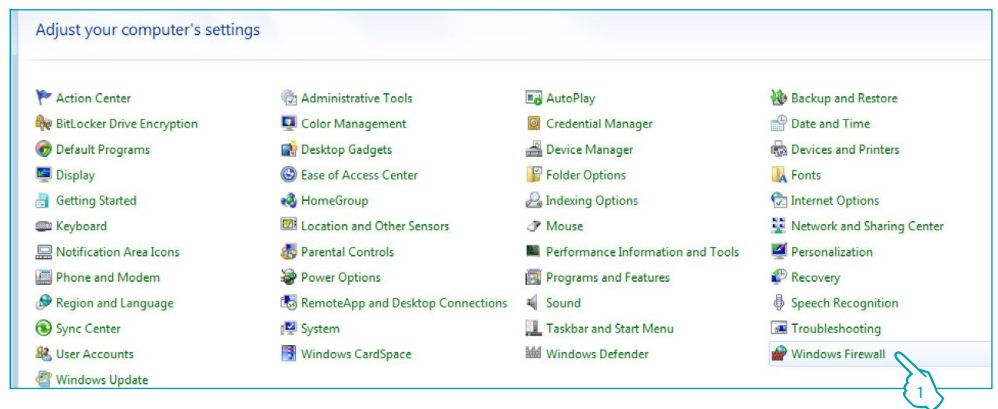 Adjust your computer's settings
Action Center Administrative Tools AutoPlay Backup and Restore
BitLocker Drive Encryption Color Management Credential Manager Date and Time
Default Programs Desktop Gadgets Device Manager Devices and Printers
Display Ease of Access Center Folder Options Fonts
Getting Started HomeGroup Indexing Options Internet Options
Keyboard Location and Other Sensors Mouse Network and Sharing Center
Notification Area Icons Parental Controls Performance Information and Tools Personalization
Phone and Modem Power Options Programs and Features Recovery
Region and Language RemoteApp and Desktop Connections Sound Speech Recognition
Sync Center System Taskbar and Start Menu Troubleshooting
User Accounts Windows CardSpace Windows Defender Windows Firewall
Windows Update
1